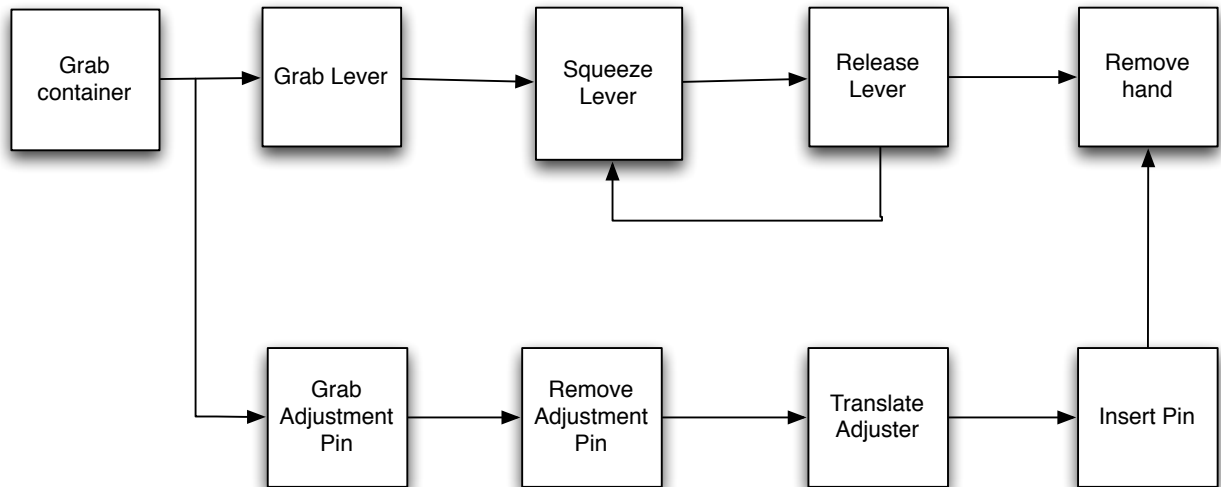 Grab
container
Grab Lever
Squeeze
Lever
Release
Lever
Remove
hand
Grab
Adjustment
Pin
Remove
Adjustment
Pin
Translate
Adjuster
Insert Pin